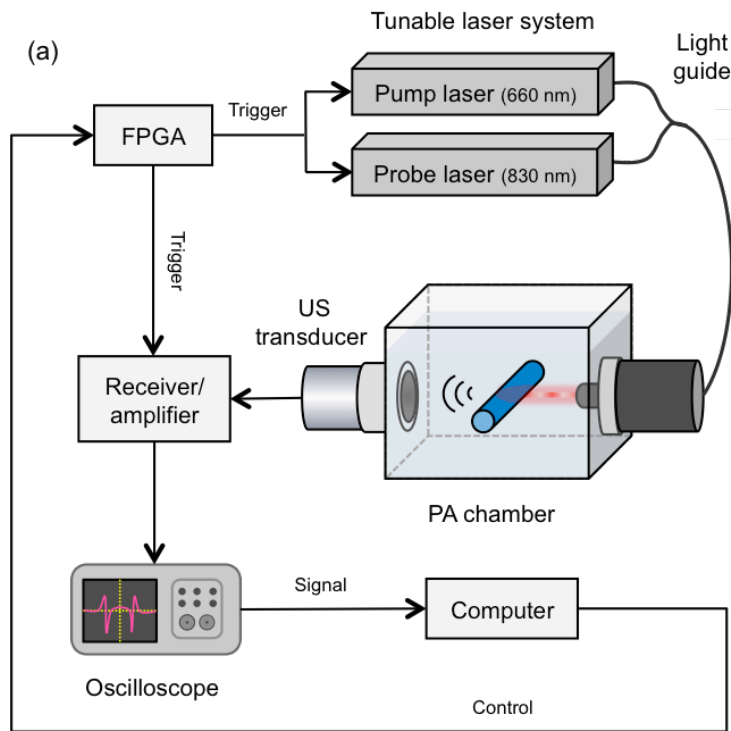 Tunable laser system
(a)
Light
guide
Pump laser (660 nm)
Trigger
FPGA
Probe laser (830 nm)
Trigger
US
transducer
Receiver/
amplifier
PA chamber
Signal
Computer
Oscilloscope
Control